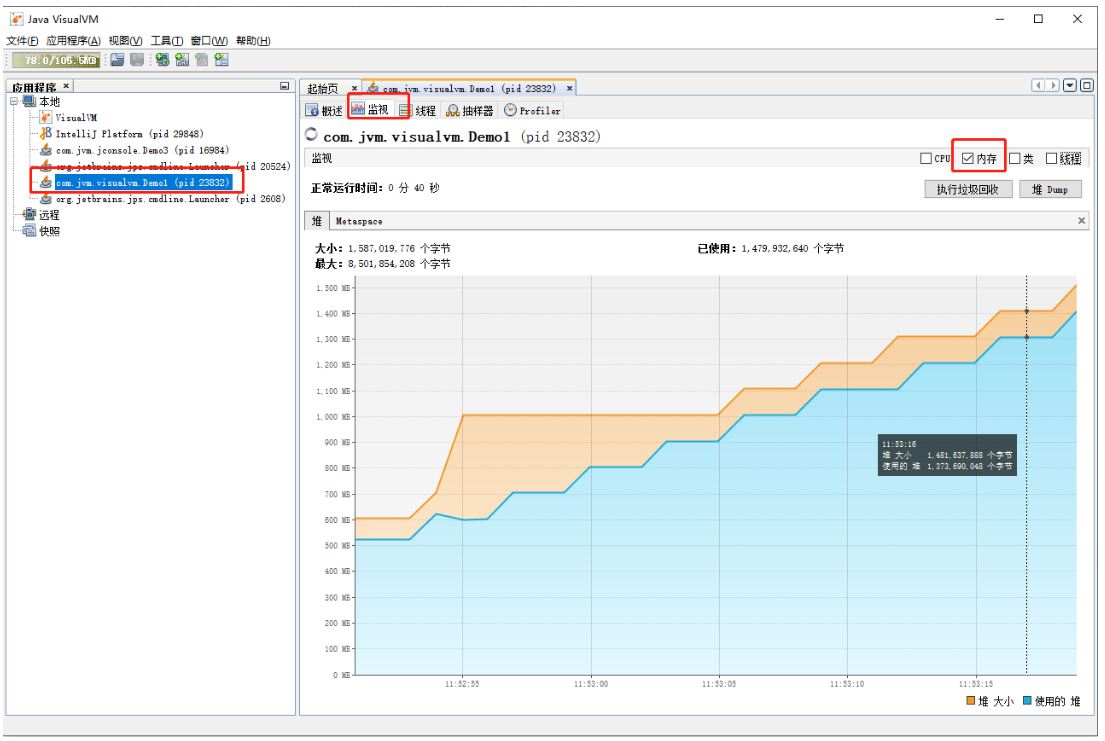 Java VisualVM
文件(F) 应用程序(A) 视图(V) 工具(T) 窗口(W) 帮助(H)
78.0/105.5MB
应用程序 ×
本地
VisualVM
IntelliJ Platform (pid 29848)
com.jvm.jconsole.Demo3 (pid 16984)
org.jetbrains.jps.cmdline.Launcher (pid 20524)
com.jvm.visualvm.Demo1 (pid 23832)
org.jetbrains.jps.cmdline.Launcher (pid 2608)
远程
快照
起始页 × com.jvm.visualvm.Demo1 (pid 23832) ×
概述 监视 线程 抽样器 Profiler
com.jvm.visualvm.Demo1 (pid 23832)
监视 CPU 内存 类 线程
正常运行时间: 0 分 40 秒 执行垃圾回收 堆 Dump
堆 Metaspace ×
大小: 1,587,019,776 个字节 已使用: 1,479,932,640 个字节
最大: 8,501,854,208 个字节
1,500 MB
1,400 MB
1,300 MB
1,200 MB
1,100 MB
1,000 MB
900 MB
800 MB
700 MB
600 MB
500 MB
400 MB
300 MB
200 MB
100 MB
0 MB
11:53:16
堆 大小 1,481,637,888 个字节
使用的 堆 1,373,690,048 个字节
11:52:55 11:53:00 11:53:05 11:53:10 11:53:15
堆 大小 使用的 堆